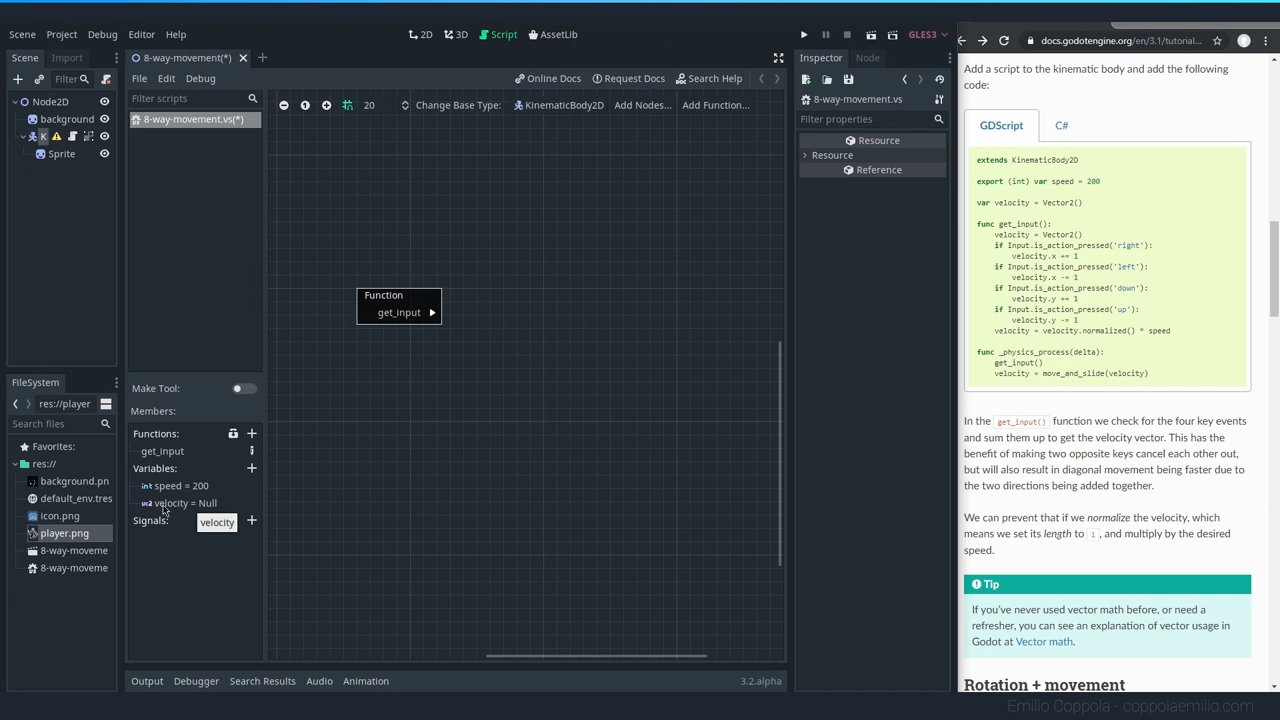 Scene Project Debug Editor Help
2D 3D Script AssetLib
GLES3
Scene Import
Filter
Node2D
background
K
Sprite
FileSystem
res://player
Search files
Favorites:
res://
background.pn
default_env.tres
icon.png
player.png
8-way-moveme
8-way-moveme
8-way-movement(*)
File Edit Debug
Online Docs Request Docs Search Help
Filter scripts
8-way-movement.vs(*)
20 Change Base Type: KinematicBody2D Add Nodes... Add Function...
Function
get_input
Make Tool:
Members:
Functions:
get_input
Variables:
int speed = 200
velocity = Null
Signals:
velocity
Output Debugger Search Results Audio Animation 3.2.alpha
Inspector Node
8-way-movement.vs
Filter properties
Resource
Resource
Reference
docs.godotengine.org/en/3.1/tutorial...
Add a script to the kinematic body and add the following
code:
GDScript C#
extends KinematicBody2D
export (int) var speed = 200
var velocity = Vector2()
func get_input():
velocity = Vector2()
if Input.is_action_pressed('right'):
velocity.x += 1
if Input.is_action_pressed('left'):
velocity.x -= 1
if Input.is_action_pressed('down'):
velocity.y += 1
if Input.is_action_pressed('up'):
velocity.y -= 1
velocity = velocity.normalized() * speed
func _physics_process(delta):
get_input()
velocity = move_and_slide(velocity)
In the get_input() function we check for the four key events
and sum them up to get the velocity vector. This has the
benefit of making two opposite keys cancel each other out,
but will also result in diagonal movement being faster due to
the two directions being added together.
We can prevent that if we normalize the velocity, which
means we set its length to 1 , and multiply by the desired
speed.
Tip
If you've never used vector math before, or need a
refresher, you can see an explanation of vector usage in
Godot at Vector math.
Rotation + movement
Emilio Coppola - coppolaemilio.com